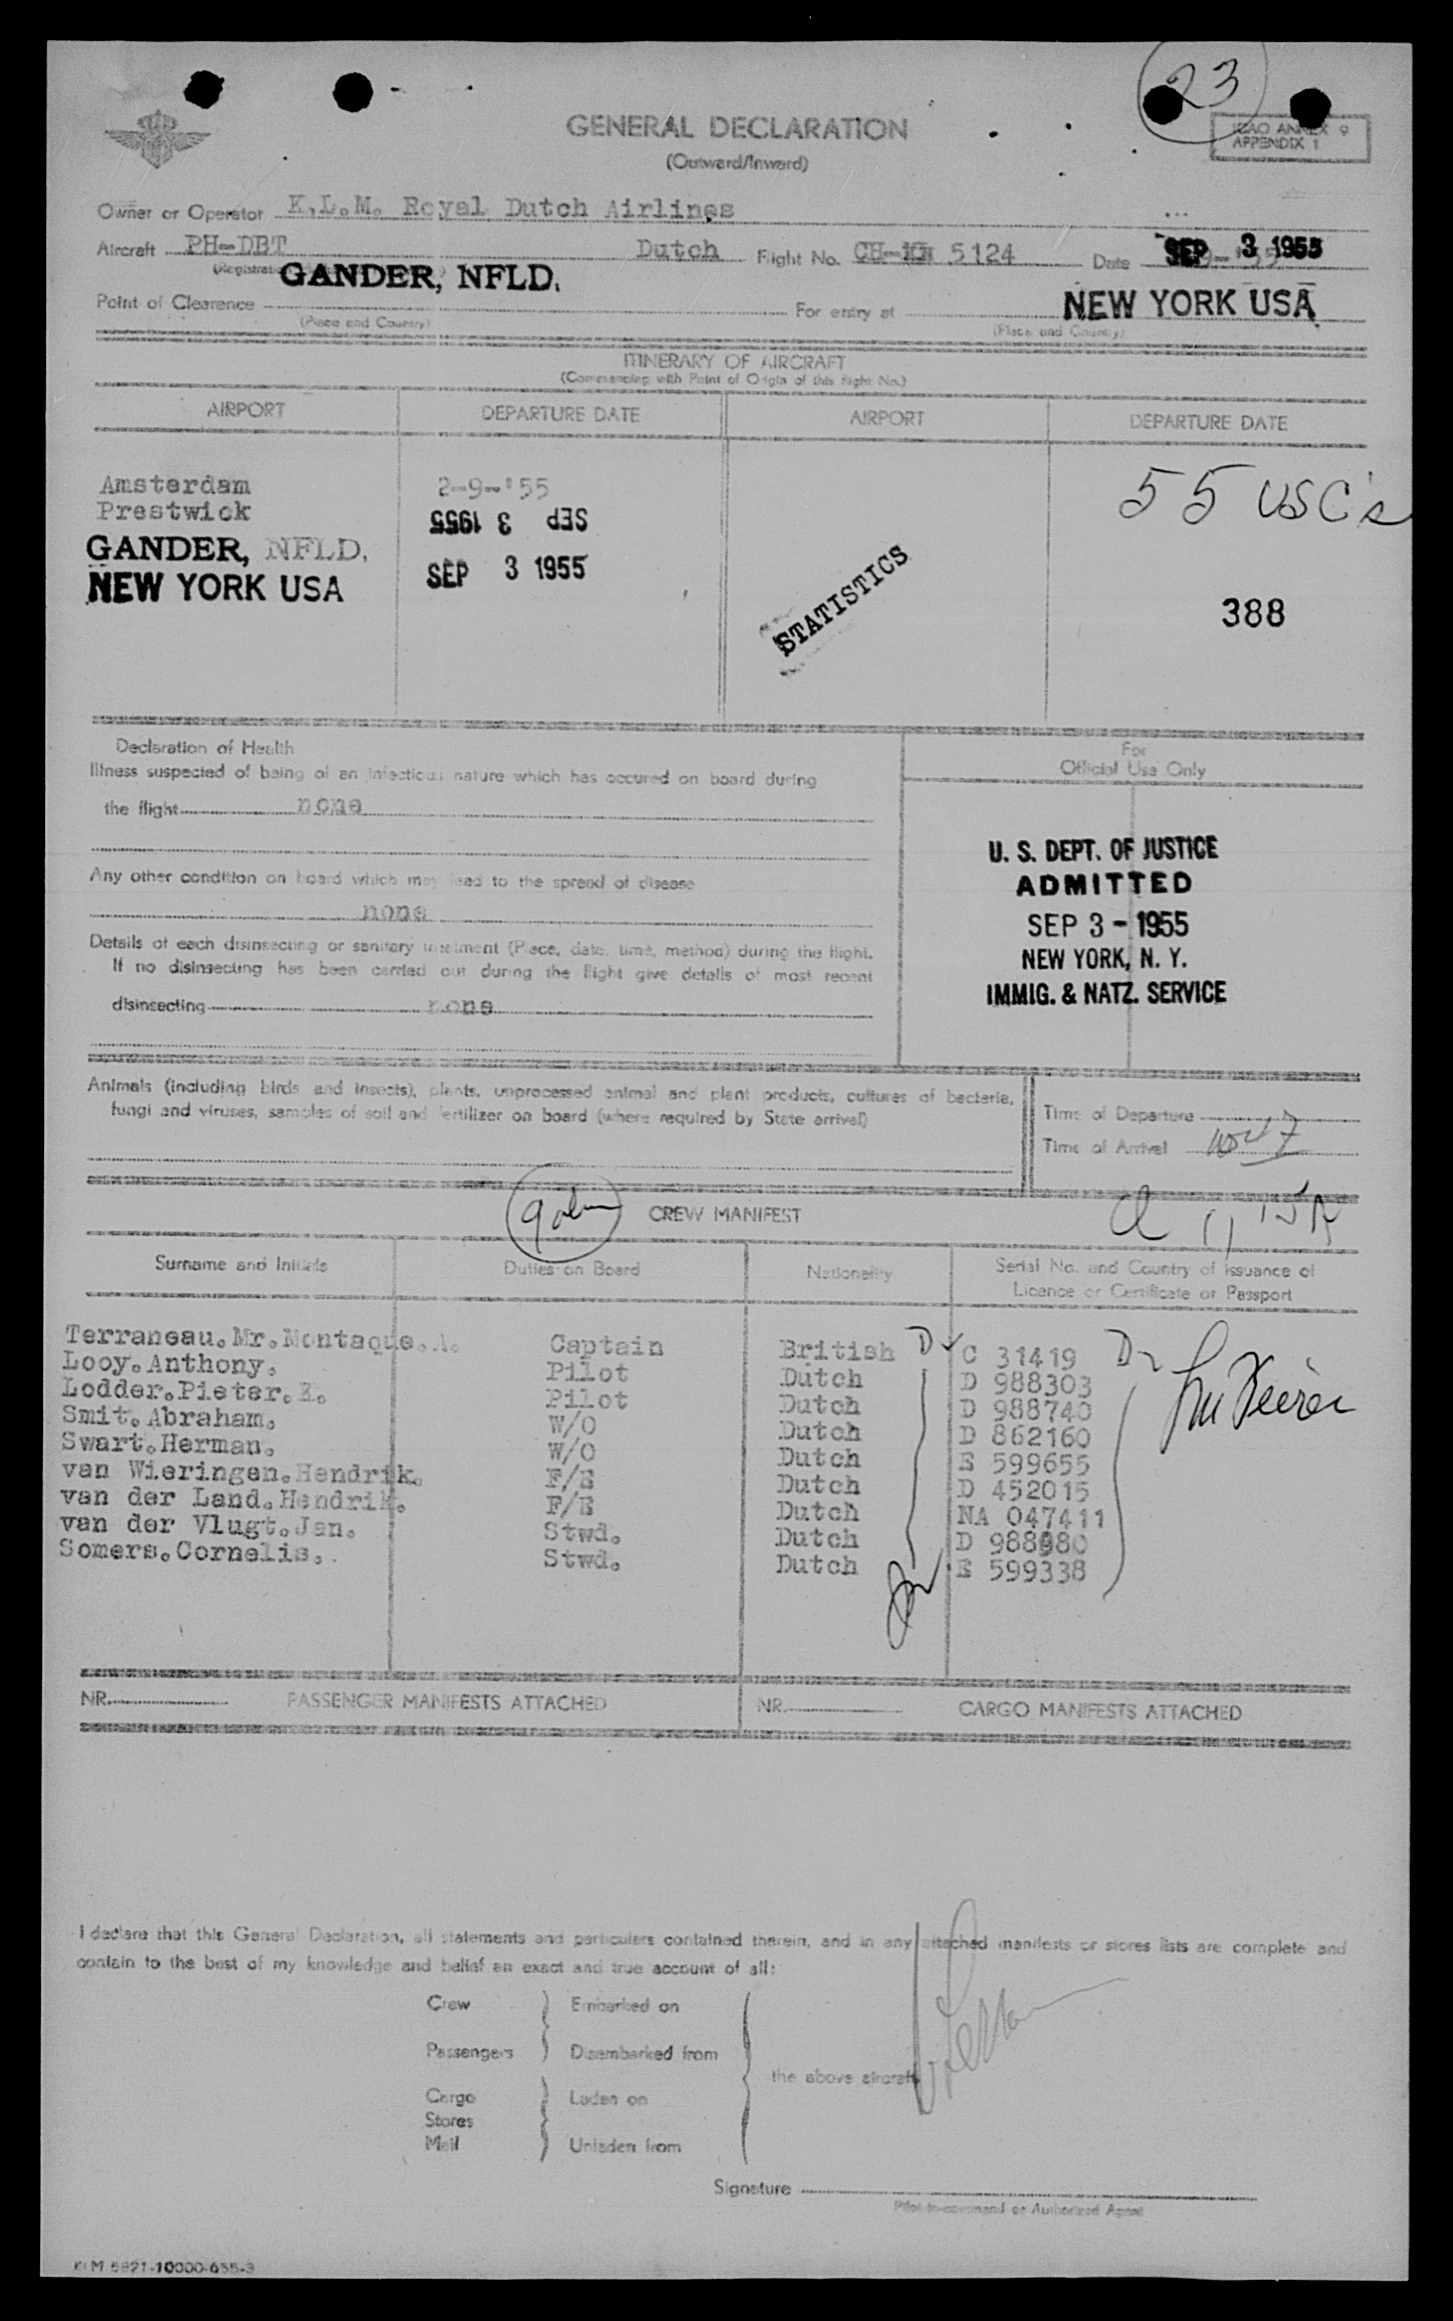 23
GENERAL DECLARATION
(Outward/Inward)
ICAO ANNEX 9
APPENDIX 1
Owner or Operator K.L.M. Royal Dutch Airlines
Aircraft PH-DBT Dutch Flight No. CH- 5124 Date SEP 3 1955
GANDER, NFLD.
Point of Clearence For entry at NEW YORK USA
(Place and Country) (Place and Country)
ITINERARY OF AIRCRAFT
(Commencing with Point of Origin of this flight No.)
AIRPORT DEPARTURE DATE AIRPORT DEPARTURE DATE
Amsterdam 2-9-'55 55 USC's
Prestwick SEP 3 1955
GANDER, NFLD. SEP 3 1955
NEW YORK USA
STATISTICS
388
Declaration of Health
Illness suspected of being of an infectious nature which has occured on board during
the flight none
Any other condition on board which may lead to the spread of disease
none
Details of each disinsecting or sanitary treatment (Place, date, time, method) during the flight.
If no disinsecting has been carried out during the flight give details of most recent
disinsecting none
For
Official Use Only
U. S. DEPT. OF JUSTICE
ADMITTED
SEP 3 - 1955
NEW YORK, N. Y.
IMMIG. & NATZ. SERVICE
Animals (including birds and insects), plants, unprocessed animal and plant products, cultures of bacteria,
fungi and viruses, samples of soil and fertilizer on board (where required by State arrival)
Time of Departure
Time of Arrival
CREW MANIFEST
Surname and Initials Duties on Board Nationality Serial No. and Country of issuance of
Licence or Certificate or Passport
Terraneau.Mr.Montaque.A. Captain British C 31419
Looy.Anthony. Pilot Dutch D 988303
Lodder.Pieter.E. Pilot Dutch D 988740
Smit.Abraham. W/O Dutch D 862160
Swart.Herman. W/O Dutch E 599655
van Wieringen.Hendrik. F/E Dutch D 452015
van der Land.Hendrik. F/E Dutch NA 047411
van der Vlugt.Jan. Stwd. Dutch D 988980
Somers.Cornelis. Stwd. Dutch E 599338
NR. PASSENGER MANIFESTS ATTACHED NR. CARGO MANIFESTS ATTACHED
I declare that this General Declaration, all statements and particulars contained therein, and in any attached manifests or stores lists are complete and
contain to the best of my knowledge and belief an exact and true account of all:
Crew Embarked on
Passengers Disembarked from
the above aircraft
Cargo Laden on
Stores
Mail Unladen from
Signature
Pilot-in-command or Authorized Agent
KLM 5921-10000-655-3